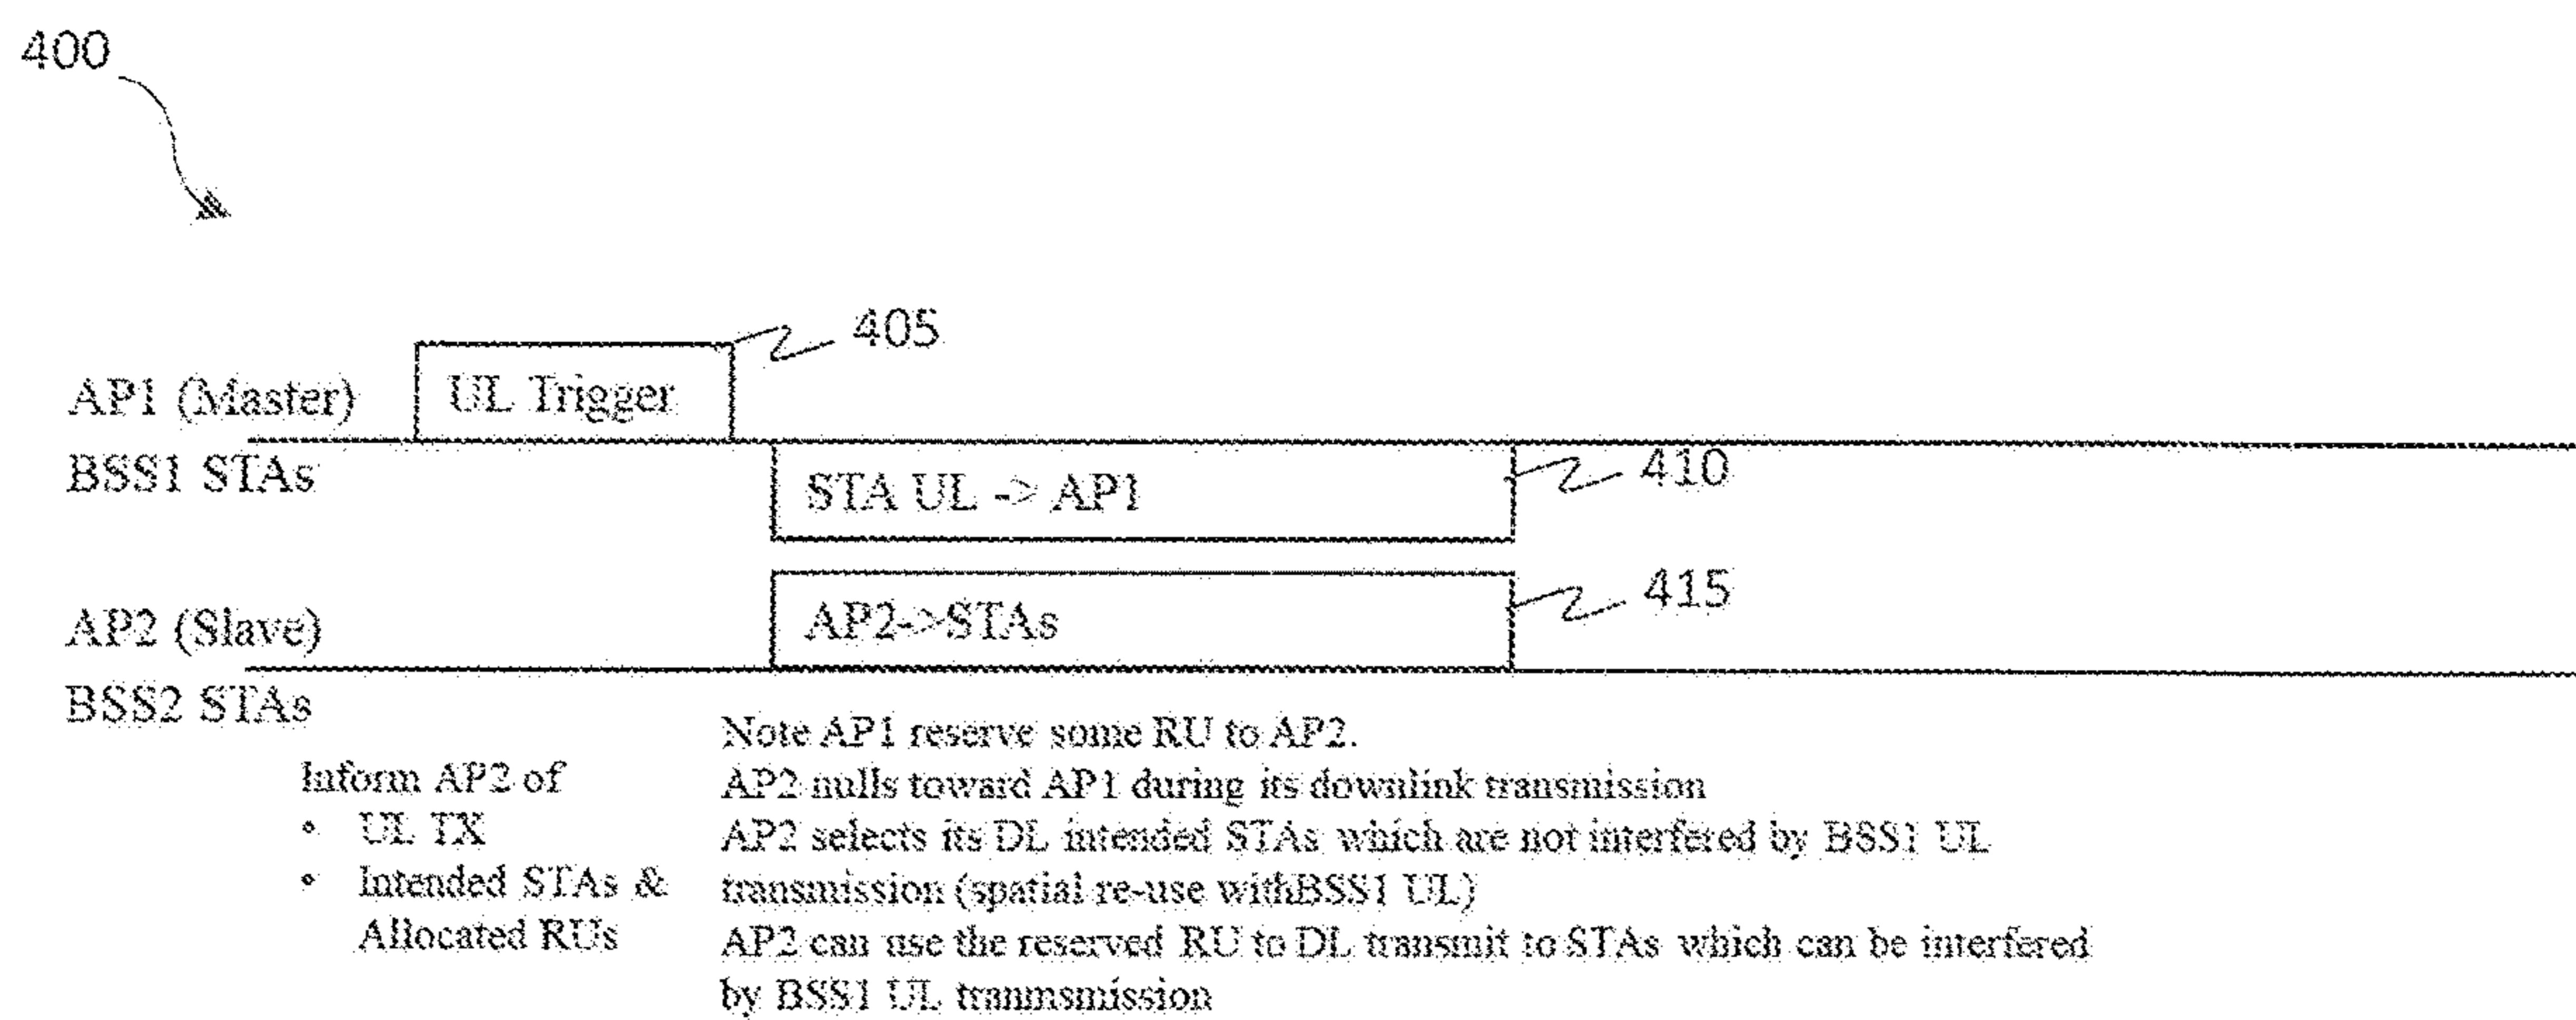 400
405
AP1 (Master)
UL Trigger
BSS1 STAs
STA UL -> AP1
410
AP2 (Slave)
AP2->STAs
415
BSS2 STAs
Inform AP2 of
• UL TX
• Intended STAs &
Allocated RUs
Note AP1 reserve some RU to AP2.
AP2 nulls toward AP1 during its downlink transmission
AP2 selects its DL intended STAs which are not interfered by BSS1 UL
transmission (spatial re-use withBSS1 UL)
AP2 can use the reserved RU to DL transmit to STAs which can be interfered
by BSS1 UL tranmsmission